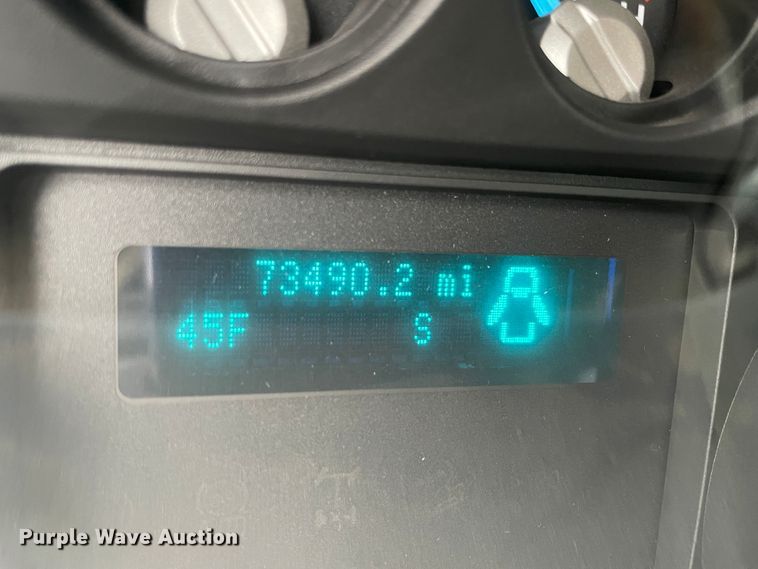 73490.2 mi
45F S
Purple Wave Auction